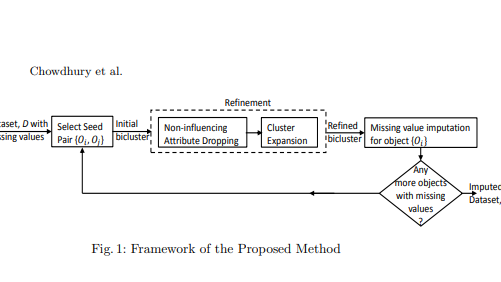 Chowdhury et al.
Refinement
Dataset, D with
missing values
Select Seed
Pair {Oi, Oj}
Initial
bicluster
Non-influencing
Attribute Dropping
Cluster
Expansion
Refined
bicluster
Missing value imputation
for object {Oi}
Any
more objects
with missing
values
?
Imputed
Dataset,
Fig. 1: Framework of the Proposed Method